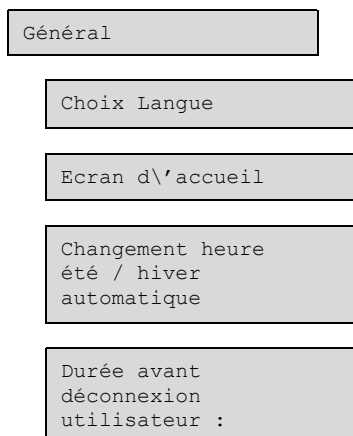 Général
Choix Langue
Ecran d\'accueil
Changement heure
été / hiver
automatique
Durée avant
déconnexion
utilisateur :